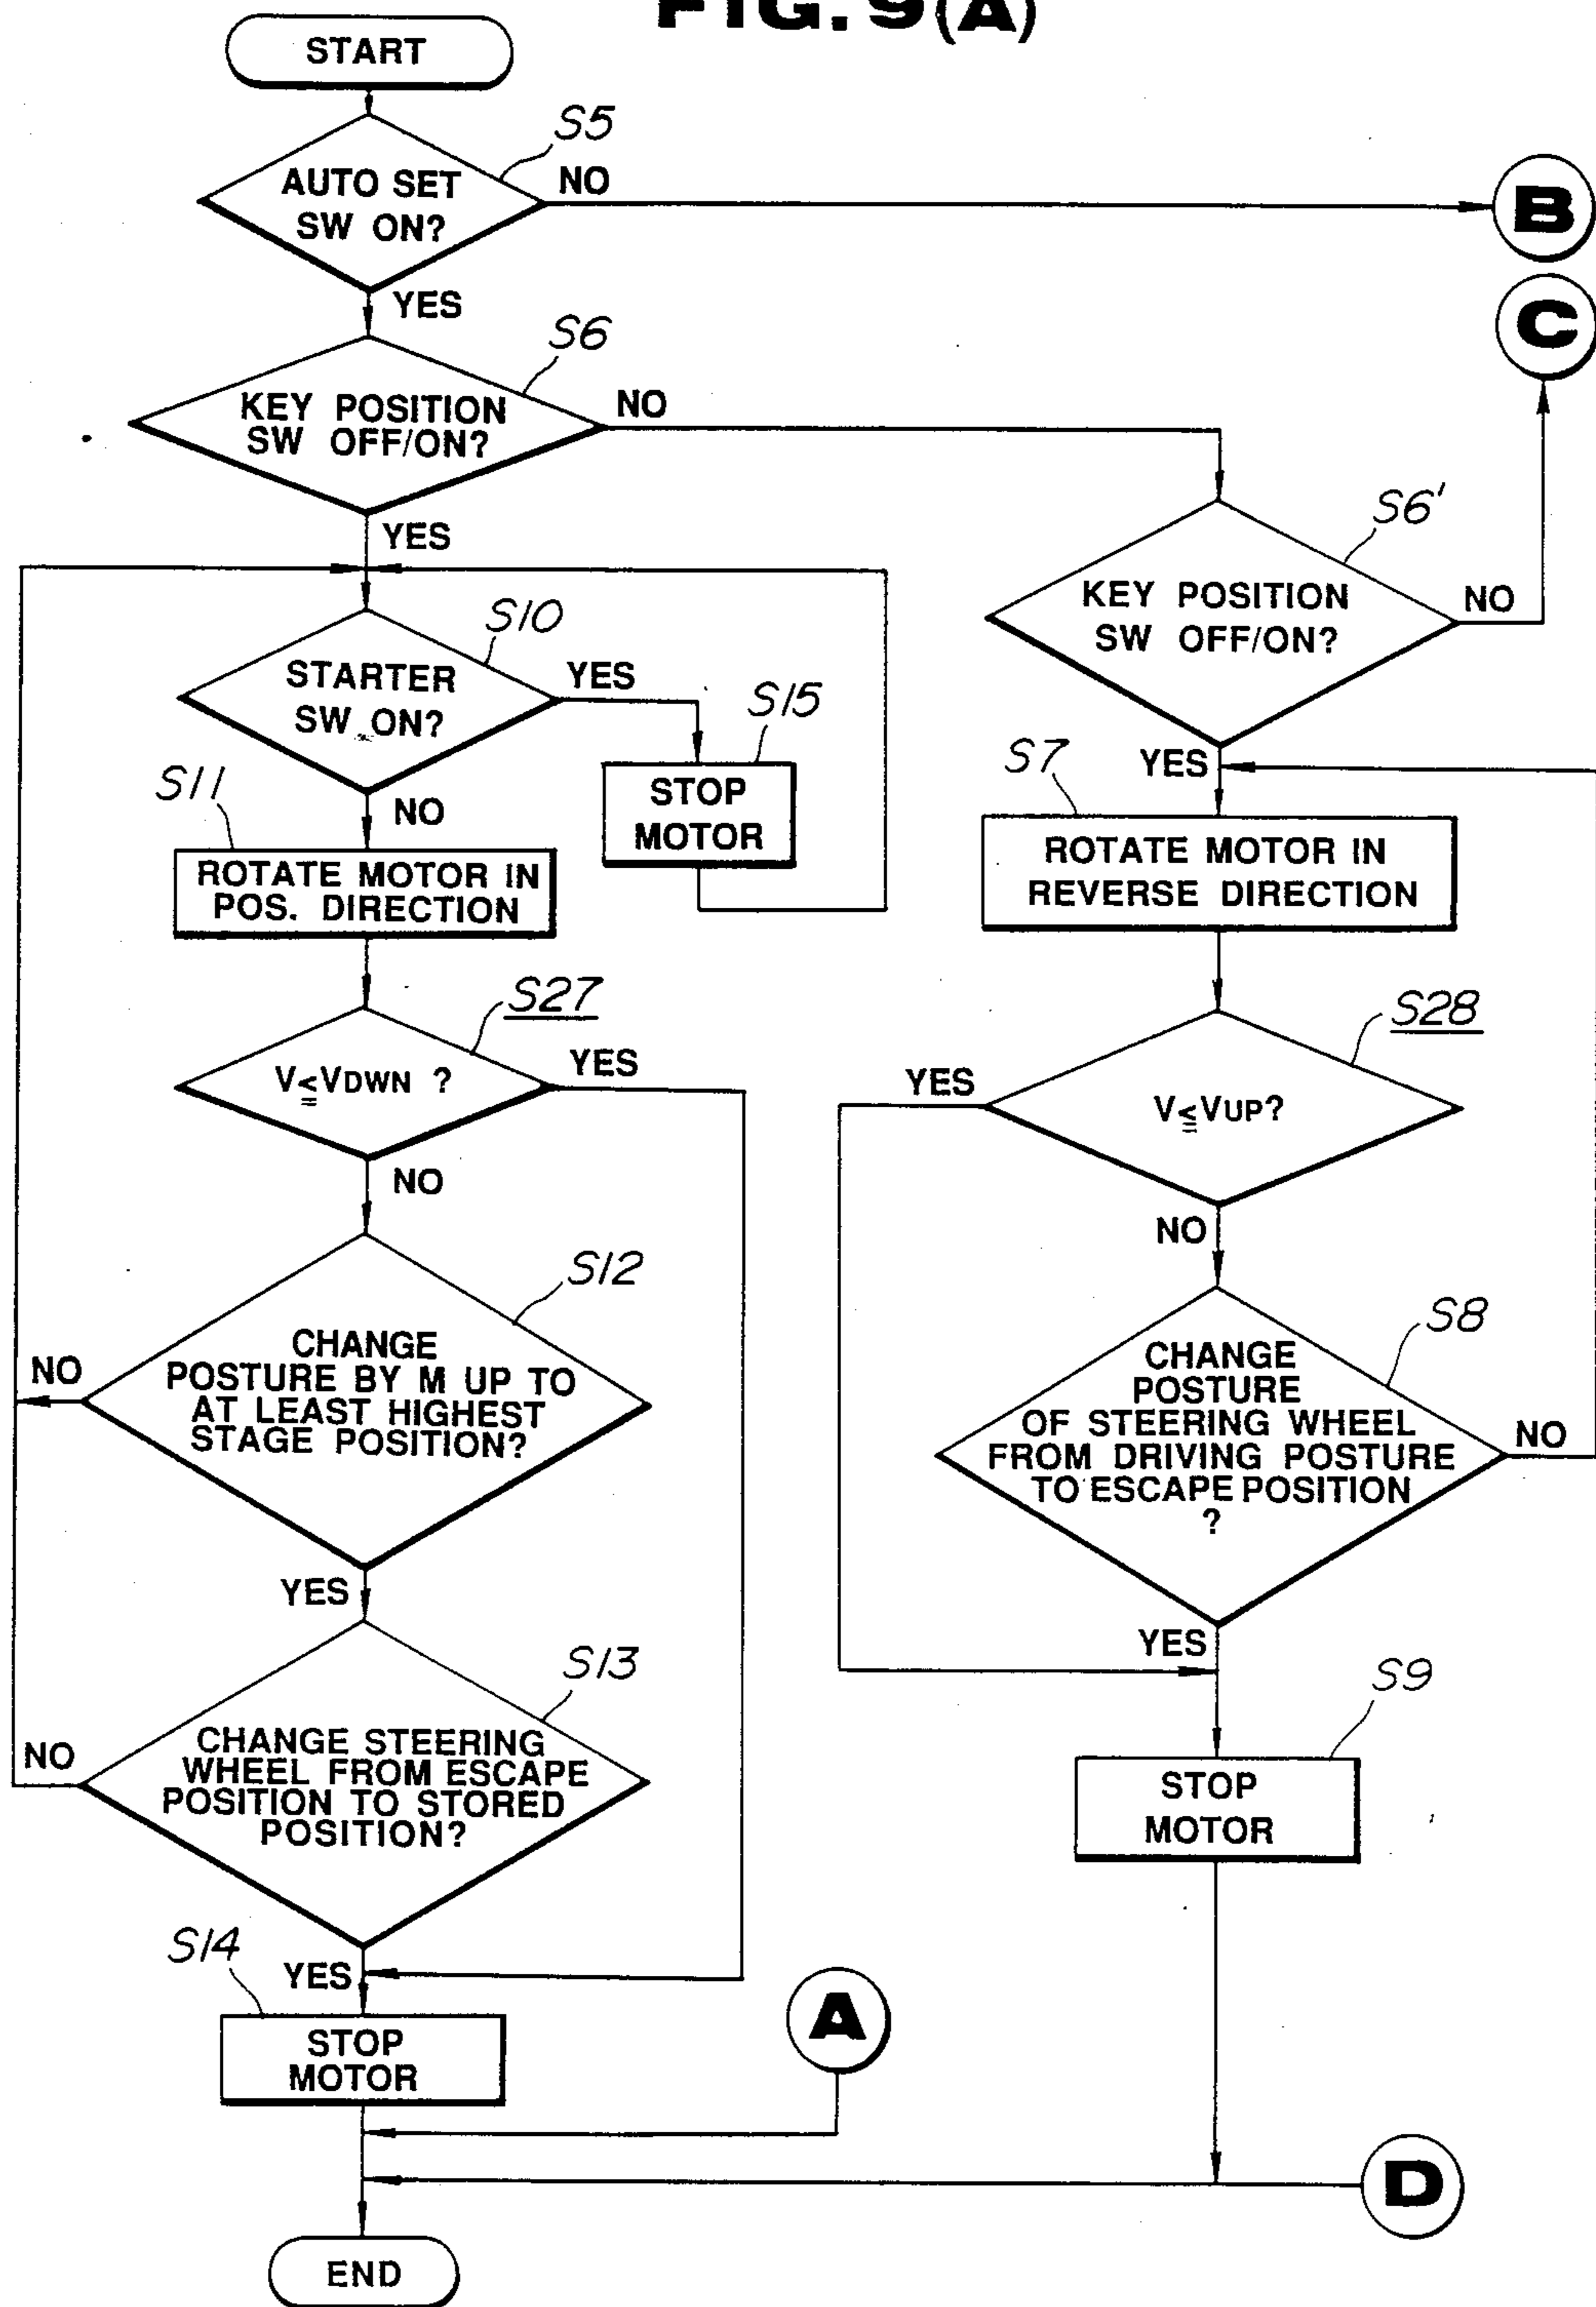 FIG. 9(A)
START
S5
AUTO SET
SW ON?
NO
B
YES
C
S6
KEY POSITION
SW OFF/ON?
NO
YES
S6'
KEY POSITION
SW OFF/ON?
NO
YES
S10
STARTER
SW ON?
YES
S15
STOP
MOTOR
NO
S11
ROTATE MOTOR IN
POS. DIRECTION
S7
ROTATE MOTOR IN
REVERSE DIRECTION
S27
V≦VDWN ?
YES
NO
S28
V≦VUP?
YES
NO
S12
CHANGE
POSTURE BY M UP TO
AT LEAST HIGHEST
STAGE POSITION?
NO
YES
S8
CHANGE
POSTURE
OF STEERING WHEEL
FROM DRIVING POSTURE
TO ESCAPE POSITION
?
NO
YES
S13
CHANGE STEERING
WHEEL FROM ESCAPE
POSITION TO STORED
POSITION?
NO
YES
S9
STOP
MOTOR
S14
STOP
MOTOR
A
D
END